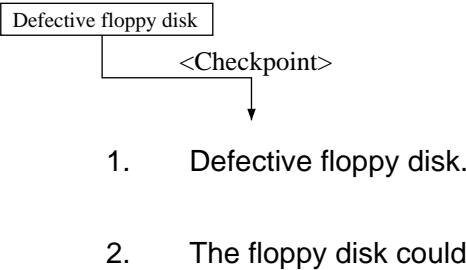 Defective floppy disk
<Checkpoint>
1. Defective floppy disk.
2. The floppy disk could